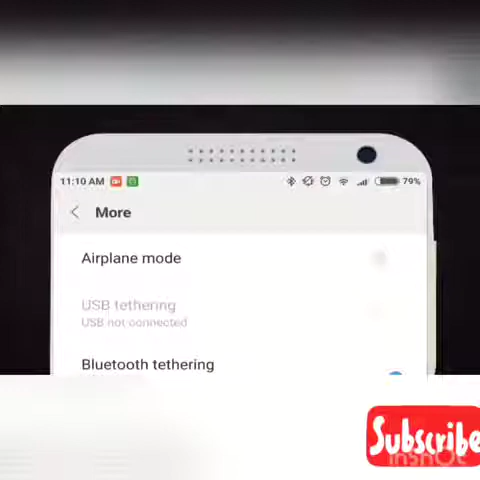 11:10 AM
79%
More
Airplane mode
USB tethering
USB not connected
Bluetooth tethering
Subscribe
InShOt